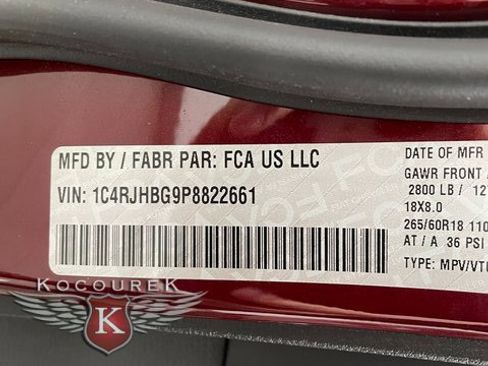 MFD BY / FABR PAR: FCA US LLC
VIN: 1C4RJHBG9P8822661
DATE OF MFR
GAWR FRONT /
2800 LB / 12
18X8.0
265/60R18 110
AT / A 36 PSI
TYPE: MPV/VT
KOCOUREK
K